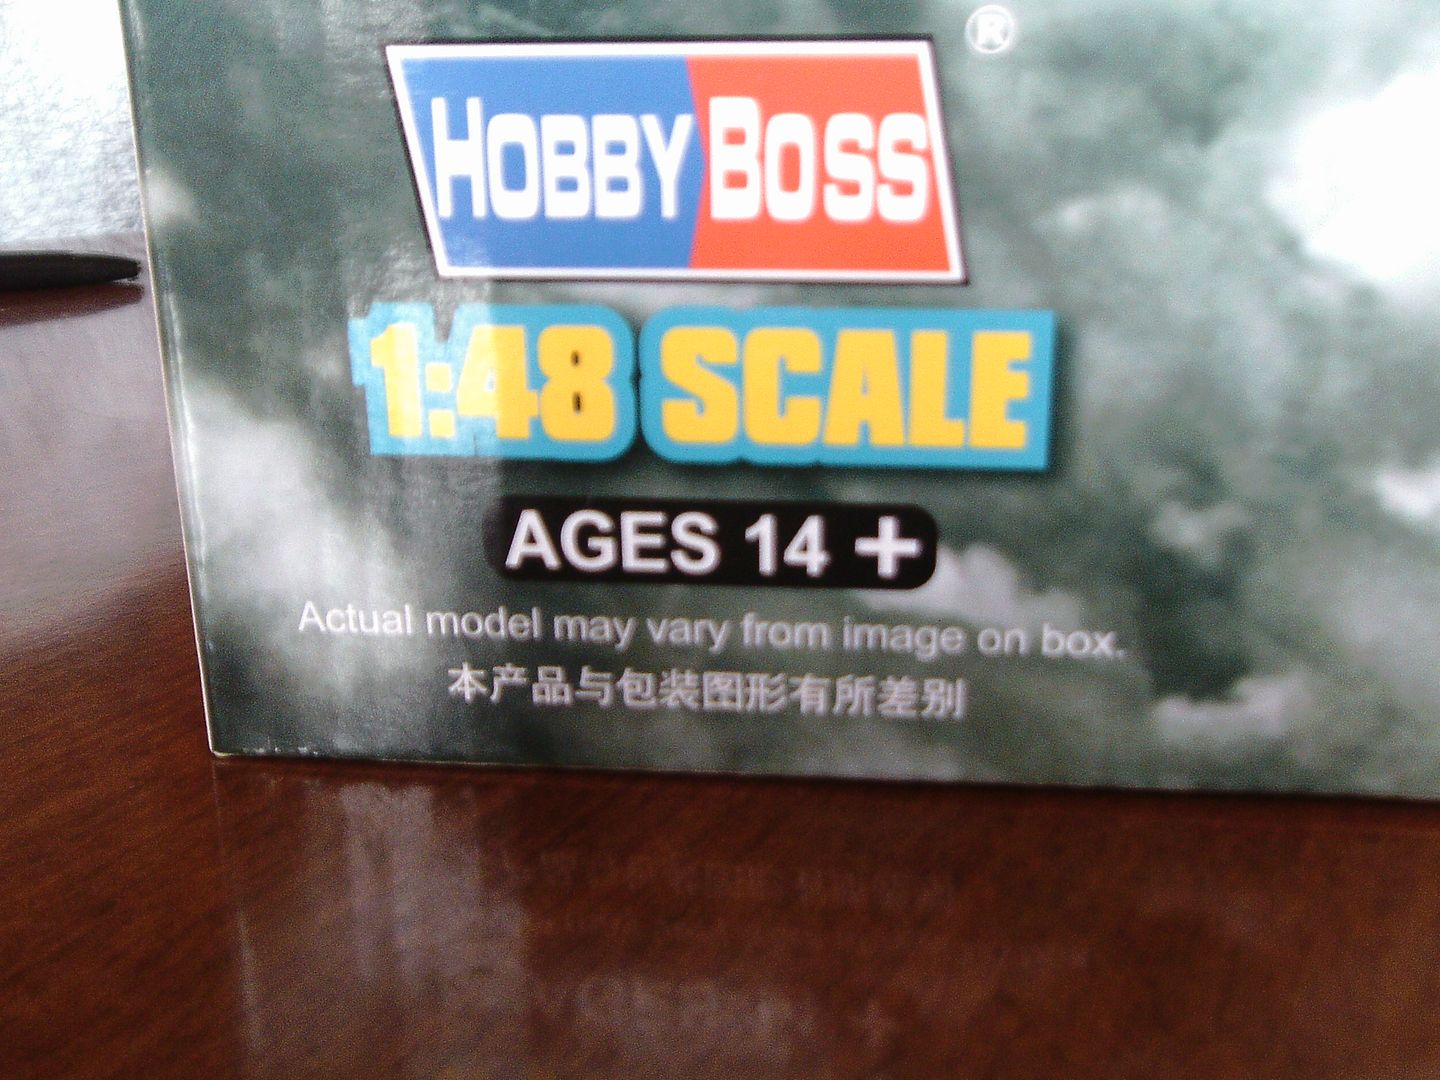 ®
HOBBY BOSS
1:48 SCALE
AGES 14 +
Actual model may vary from image on box.
本产品与包装图形有所差别